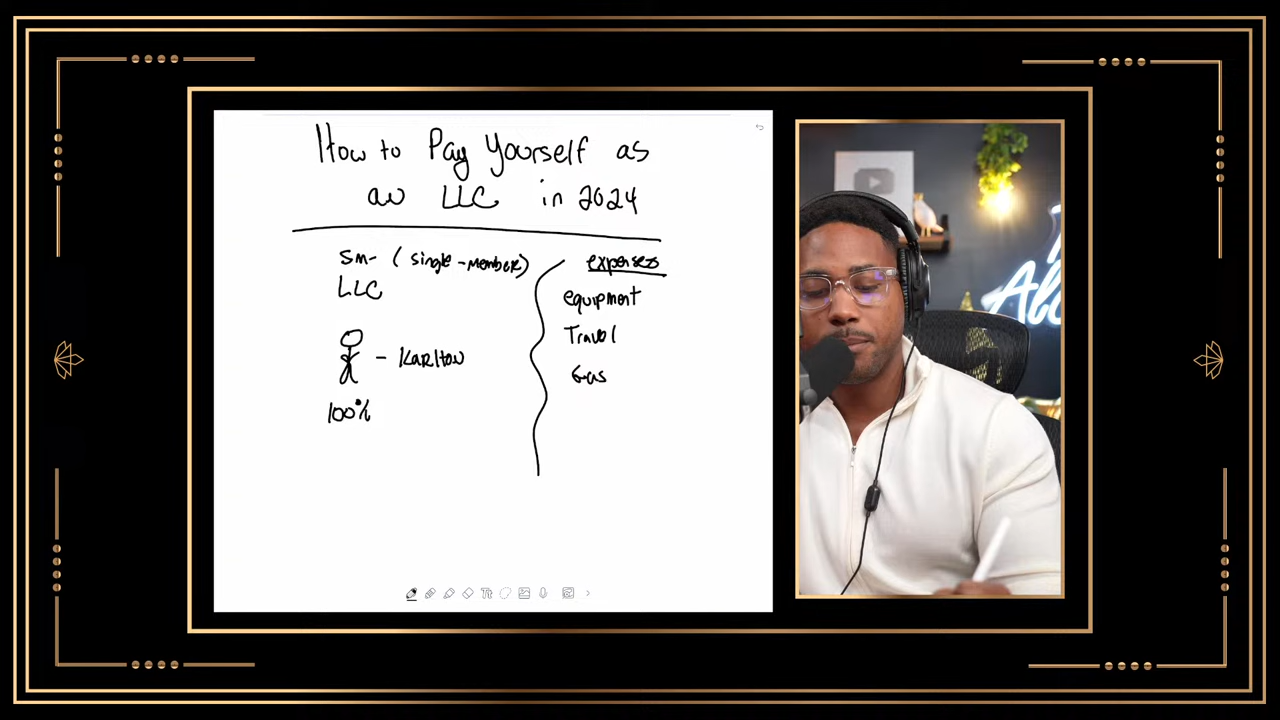 How to Pay Yourself as
an LLC in 2024
SM- (single-member)
LLC
- Karlton
100%
expenses
equipment
Travel
Gas